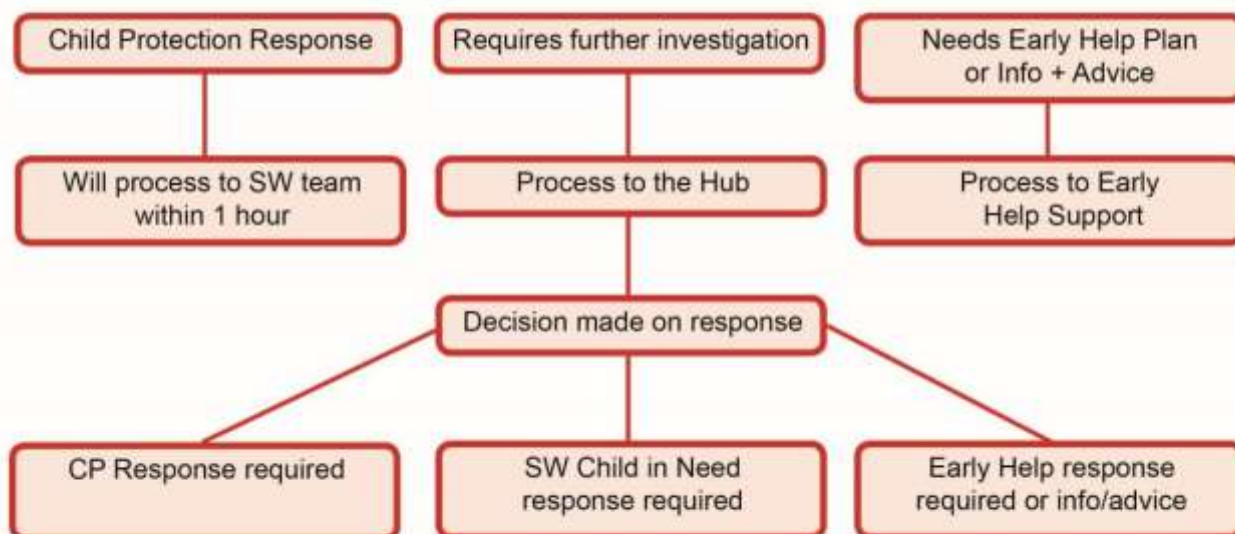 Child Protection Response
Requires further investigation
Needs Early Help Plan
or Info + Advice
Will process to SW team
within 1 hour
Process to the Hub
Process to Early
Help Support
Decision made on response
CP Response required
SW Child in Need
response required
Early Help response
required or info/advice